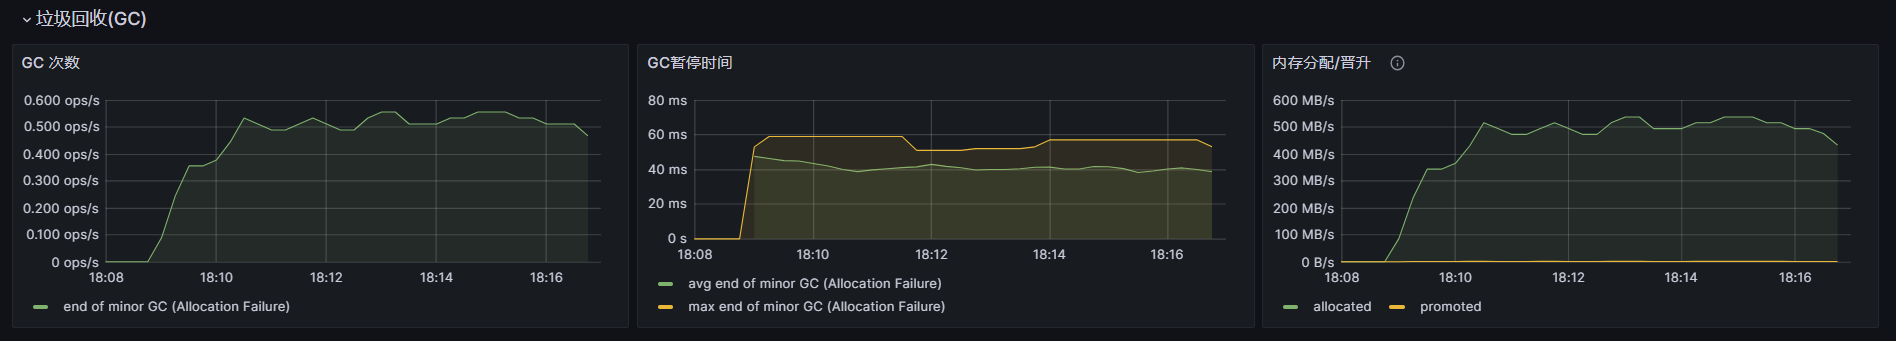 垃圾回收(GC)
GC 次数
0.600 ops/s
0.500 ops/s
0.400 ops/s
0.300 ops/s
0.200 ops/s
0.100 ops/s
0 ops/s
18:08 18:10 18:12 18:14 18:16
end of minor GC (Allocation Failure)
GC暂停时间
80 ms
60 ms
40 ms
20 ms
0 s
18:08 18:10 18:12 18:14 18:16
avg end of minor GC (Allocation Failure)
max end of minor GC (Allocation Failure)
内存分配/晋升
600 MB/s
500 MB/s
400 MB/s
300 MB/s
200 MB/s
100 MB/s
0 B/s
18:08 18:10 18:12 18:14 18:16
allocated promoted